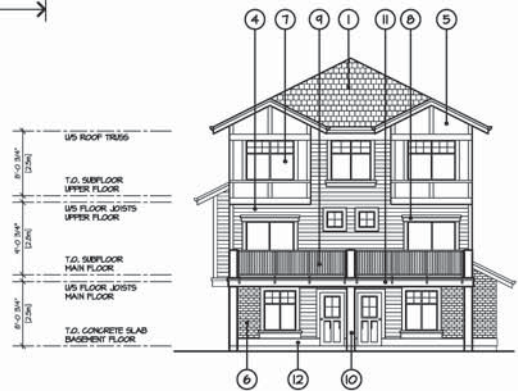 4 7 9 1 11 8 5
U/S ROOF TRUSS
8'-0 3/4"
[2.5m]
T.O. SUBFLOOR
UPPER FLOOR
U/S FLOOR JOISTS
UPPER FLOOR
9'-0 3/4"
[2.8m]
T.O. SUBFLOOR
MAIN FLOOR
U/S FLOOR JOISTS
MAIN FLOOR
8'-0 3/4"
[2.5m]
T.O. CONCRETE SLAB
BASEMENT FLOOR
6 12 10